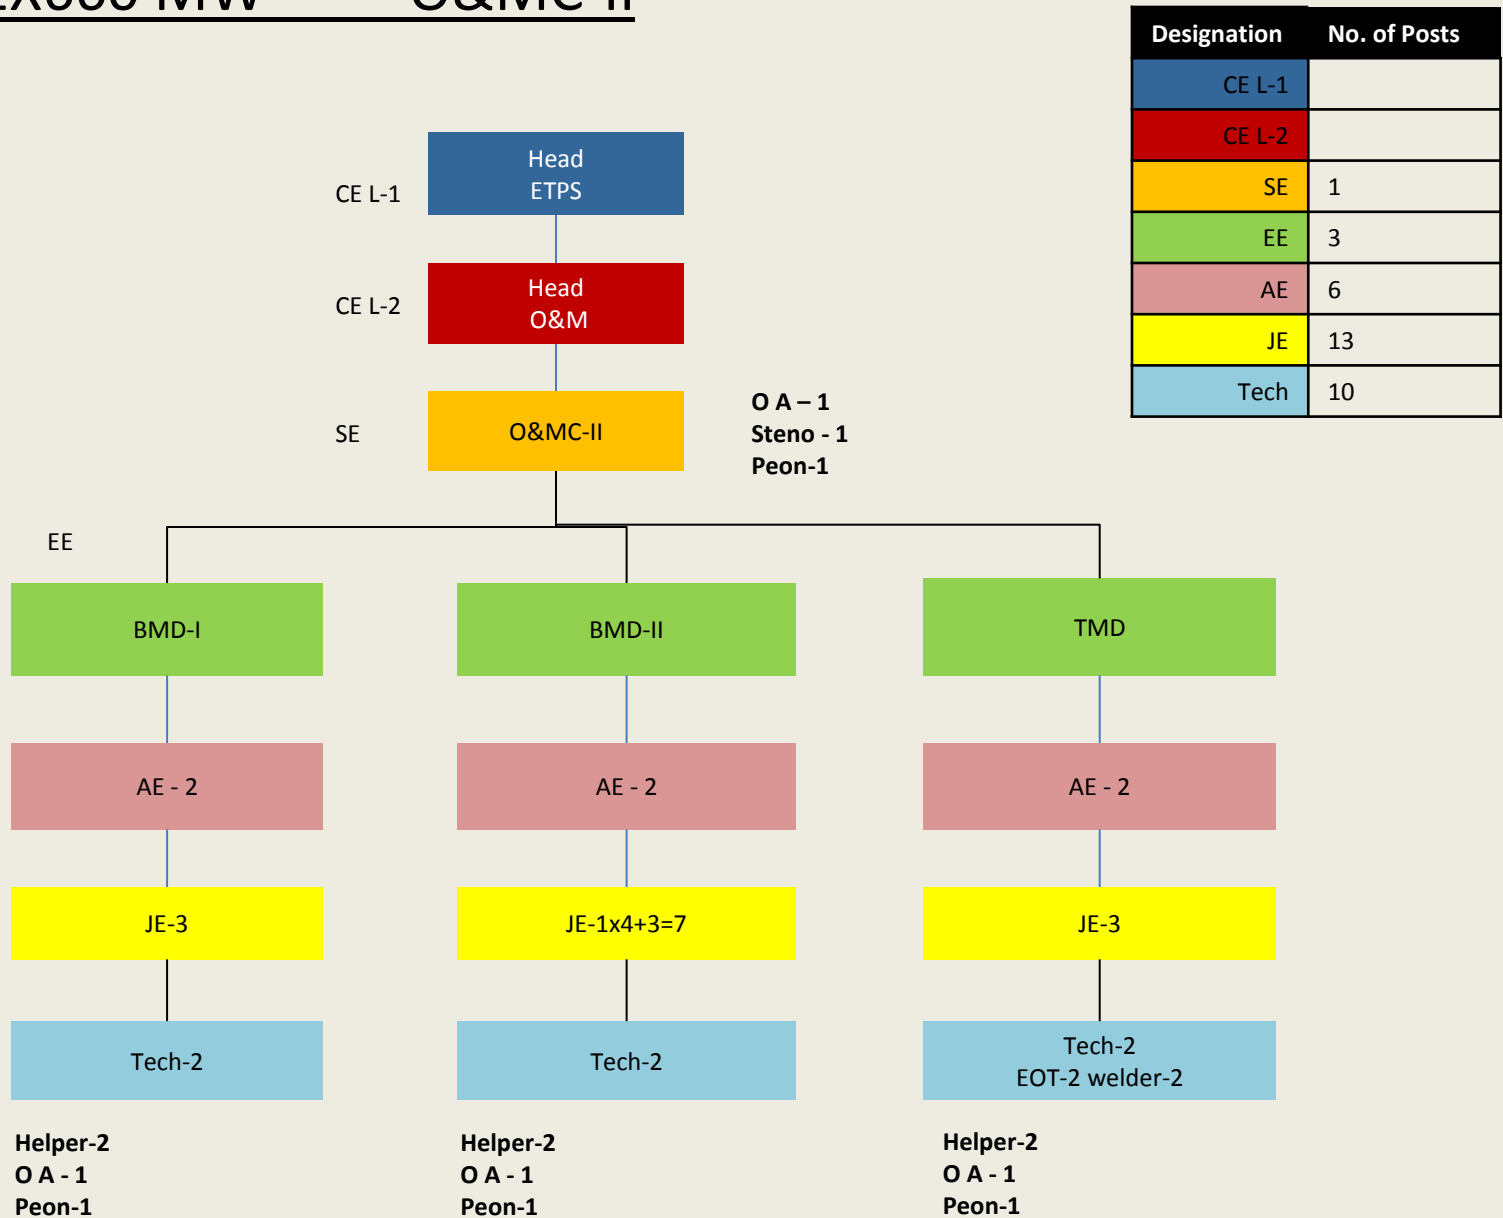 MW O&MC-II
Designation No. of Posts
CE L-1
CE L-2
SE 1
EE 3
AE 6
JE 13
Tech 10
Head
ETPS
CE L-1
Head
O&M
CE L-2
O&MC-II
SE
O A – 1
Steno - 1
Peon-1
EE
BMD-I BMD-II TMD
AE - 2 AE - 2 AE - 2
JE-3 JE-1x4+3=7 JE-3
Tech-2 Tech-2 Tech-2
EOT-2 welder-2
Helper-2 Helper-2 Helper-2
O A - 1 O A - 1 O A - 1
Peon-1 Peon-1 Peon-1